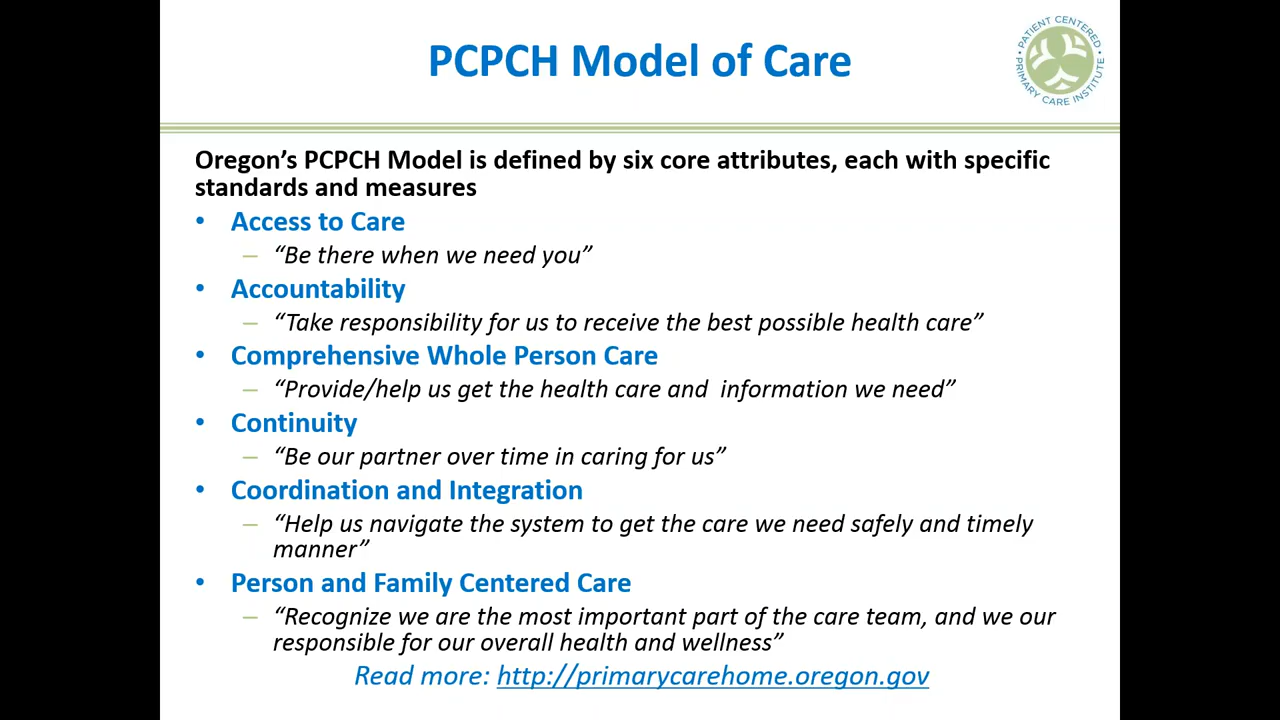 PCPCH Model of Care
PATIENT CENTERED
PRIMARY CARE INSTITUTE
Oregon’s PCPCH Model is defined by six core attributes, each with specific
standards and measures
• Access to Care
– “Be there when we need you”
• Accountability
– “Take responsibility for us to receive the best possible health care”
• Comprehensive Whole Person Care
– “Provide/help us get the health care and  information we need”
• Continuity
– “Be our partner over time in caring for us”
• Coordination and Integration
– “Help us navigate the system to get the care we need safely and timely
manner”
• Person and Family Centered Care
– “Recognize we are the most important part of the care team, and we our
responsible for our overall health and wellness”
Read more: http://primarycarehome.oregon.gov